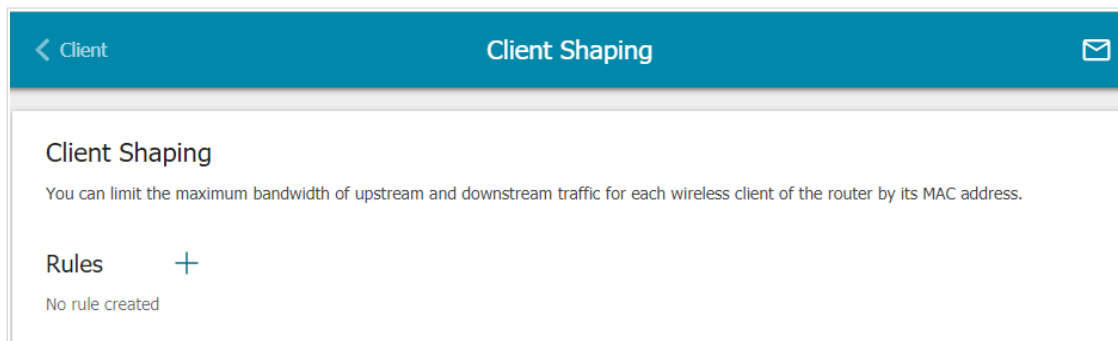 Client
Client Shaping
Client Shaping
You can limit the maximum bandwidth of upstream and downstream traffic for each wireless client of the router by its MAC address.
Rules
No rule created